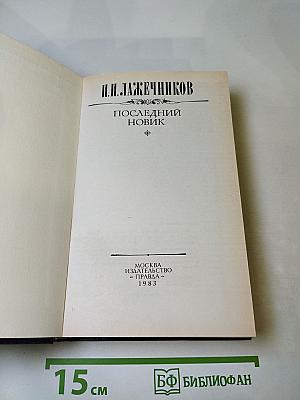 И.И.ЛАЖЕЧНИКОВ
ПОСЛЕДНИЙ
НОВИК
МОСКВА
ИЗДАТЕЛЬСТВО
«ПРАВДА»
1983
15 см
БФ БИБЛИОФАН